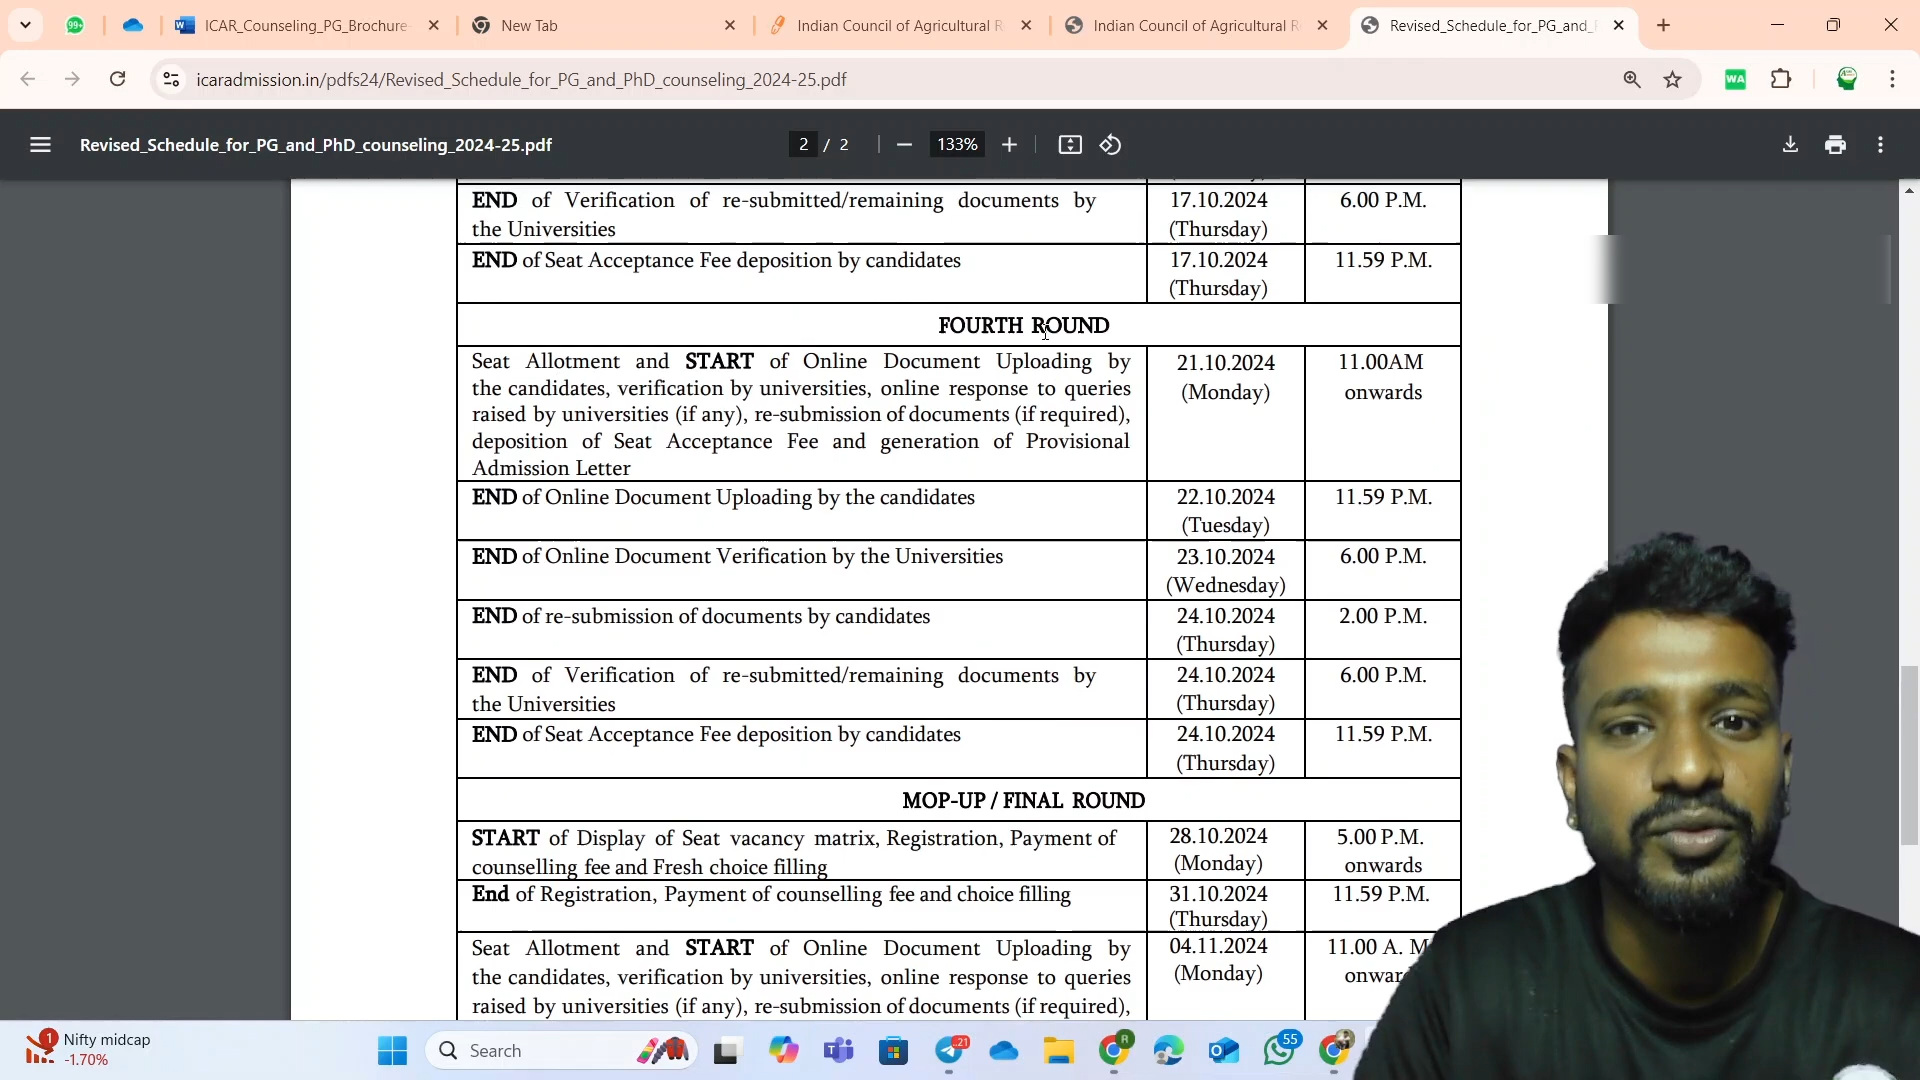 99+
ICAR_Counseling_PG_Brochure-
New Tab
Indian Council of Agricultural R
Indian Council of Agricultural R
Revised_Schedule_for_PG_and_
icaradmission.in/pdfs24/Revised_Schedule_for_PG_and_PhD_counseling_2024-25.pdf
WA
Revised_Schedule_for_PG_and_PhD_counseling_2024-25.pdf
2 / 2
133%
END of Verification of re-submitted/remaining documents by
the Universities
17.10.2024
(Thursday)
6.00 P.M.
END of Seat Acceptance Fee deposition by candidates
17.10.2024
(Thursday)
11.59 P.M.
FOURTH ROUND
Seat Allotment and START of Online Document Uploading by
the candidates, verification by universities, online response to queries
raised by universities (if any), re-submission of documents (if required),
deposition of Seat Acceptance Fee and generation of Provisional
Admission Letter
21.10.2024
(Monday)
11.00AM
onwards
END of Online Document Uploading by the candidates
22.10.2024
(Tuesday)
11.59 P.M.
END of Online Document Verification by the Universities
23.10.2024
(Wednesday)
6.00 P.M.
END of re-submission of documents by candidates
24.10.2024
(Thursday)
2.00 P.M.
END of Verification of re-submitted/remaining documents by
the Universities
24.10.2024
(Thursday)
6.00 P.M.
END of Seat Acceptance Fee deposition by candidates
24.10.2024
(Thursday)
11.59 P.M.
MOP-UP / FINAL ROUND
START of Display of Seat vacancy matrix, Registration, Payment of
counselling fee and Fresh choice filling
28.10.2024
(Monday)
5.00 P.M.
onwards
End of Registration, Payment of counselling fee and choice filling
31.10.2024
(Thursday)
11.59 P.M.
Seat Allotment and START of Online Document Uploading by
the candidates, verification by universities, online response to queries
raised by universities (if any), re-submission of documents (if required),
04.11.2024
(Monday)
11.00 A. M
onwar
1
Nifty midcap
-1.70%
Search
..21
R
55